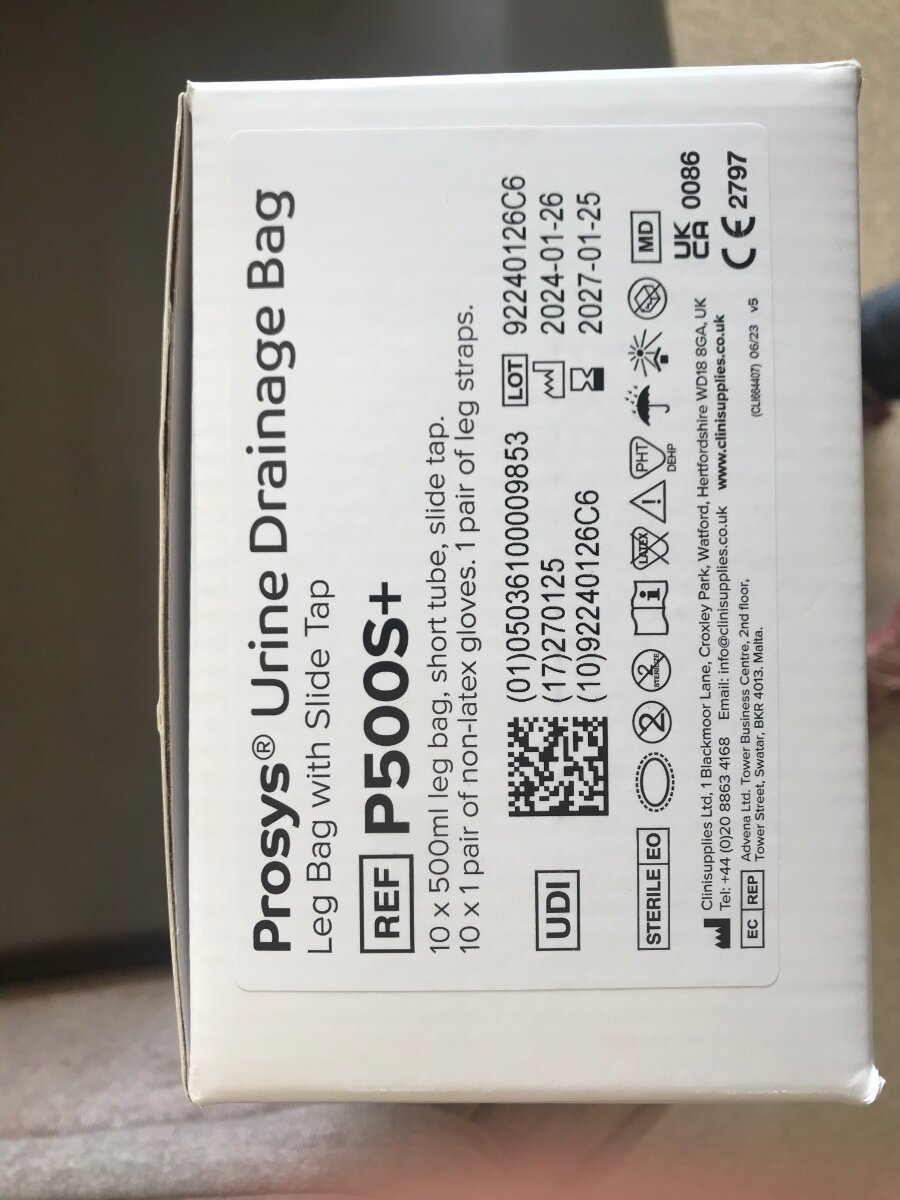 Prosys® Urine Drainage Bag
Leg Bag with Slide Tap
REF P500S+
10 x 500ml leg bag, short tube, slide tap.
10 x 1 pair of non-latex gloves. 1 pair of leg straps.
UDI
(01)05036100009853
(17)270125
(10)92240126C6
LOT 92240126C6
2024-01-26
2027-01-25
STERILE EO
2
2
STERILIZE
LATEX
PHT
DEHP
MD
Clinisupplies Ltd, 1 Blackmoor Lane, Croxley Park, Watford, Hertfordshire WD18 8GA, UK
Tel: +44 (0)20 8863 4168 Email: info@clinisupplies.co.uk www.clinisupplies.co.uk
EC REP
Advena Ltd. Tower Business Centre, 2nd floor,
Tower Street, Swatar, BKR 4013. Malta.
(CLI664407) 06/23 v5
UK
CA 0086
CE 2797